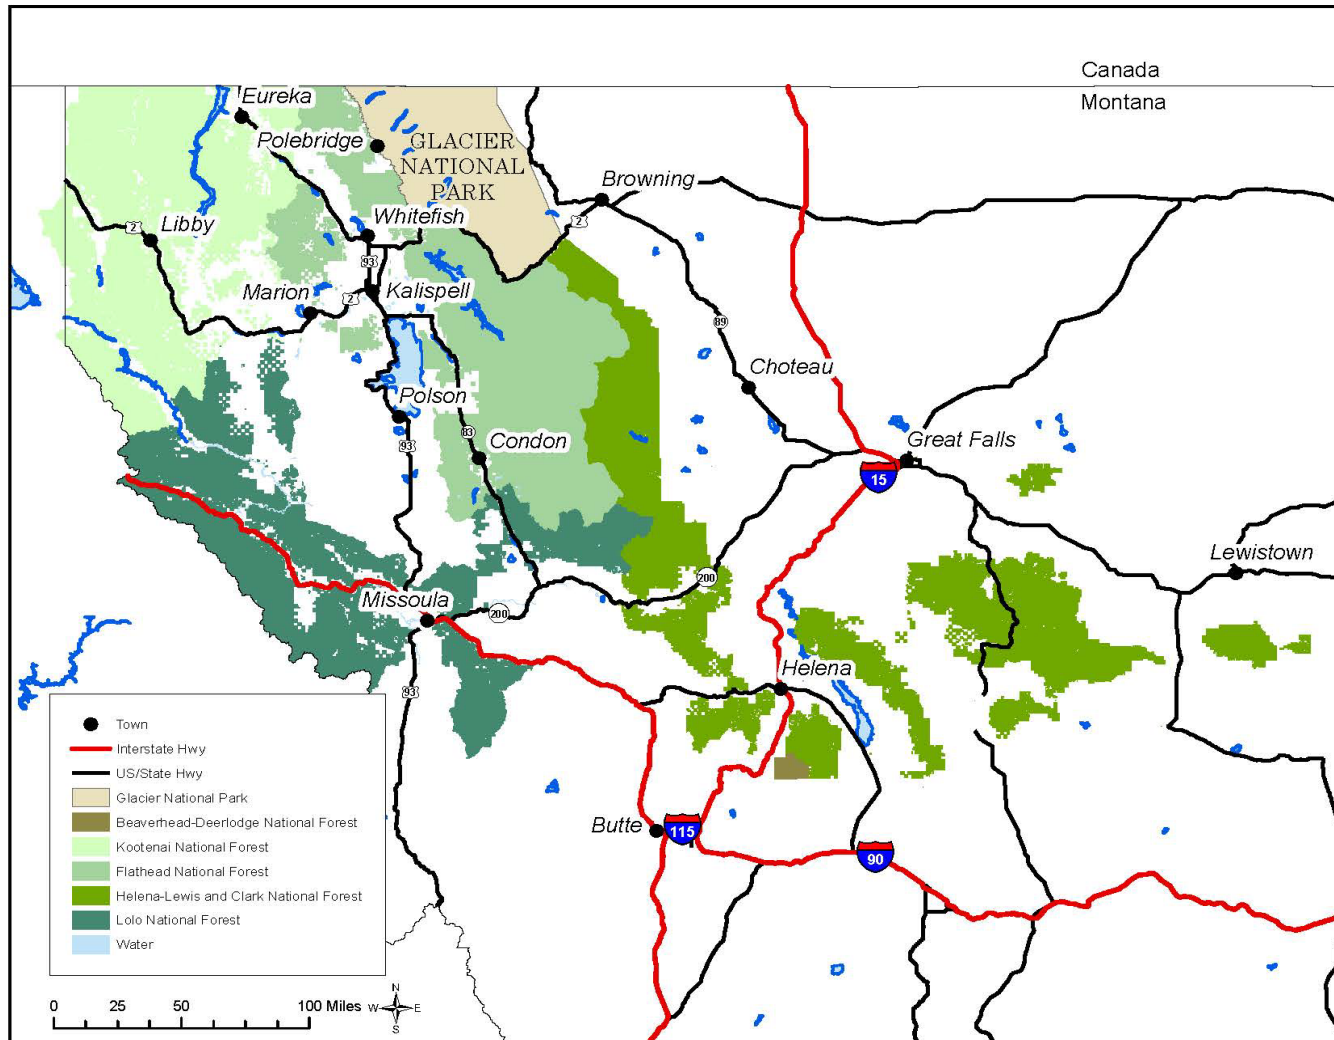 Canada
Montana
Eureka
Polebridge
GLACIER
NATIONAL
PARK
Browning
2
Whitefish
2
Libby
93
Marion
2
Kalispell
89
Choteau
Polson
93
83
Condon
Great Falls
15
Lewistown
200
Missoula
200
Helena
93
Butte
115
90
Town
Interstate Hwy
US/State Hwy
Glacier National Park
Beaverhead-Deerlodge National Forest
Kootenai National Forest
Flathead National Forest
Helena-Lewis and Clark National Forest
Lolo National Forest
Water
0 25 50 100 Miles
N
W E
S